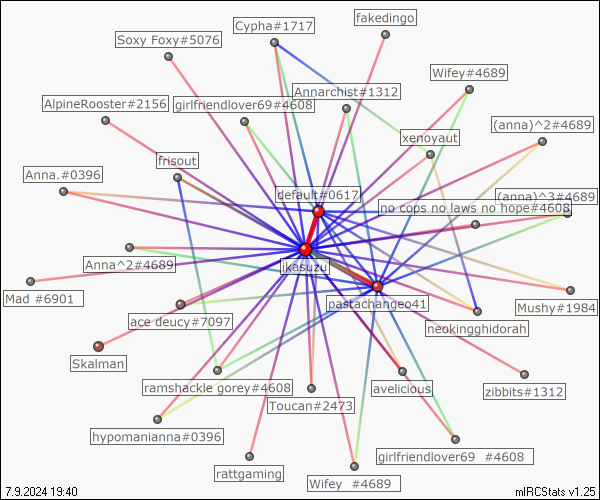 fakedingo
Cypha#1717
Soxy Foxy#5076
Wifey#4689
Annarchist#1312
AlpineRooster#2156
girlfriendlover69#4608
(anna)^2#4689
xenoyaut
frisout
Anna.#0396
default#0617
(anna)^3#4689
no cops no laws no hope#4608
Anna^2#4689
ikasuzu
Mad #6901
pastachangeo41
Mushy#1984
ace deucy#7097
neokingghidorah
Skalman
ramshackle gorey#4608
avelicious
zibbits#1312
Toucan#2473
hypomanianna#0396
girlfriendlover69 #4608
rattgaming
Wifey #4689
7.9.2024 19:40
mIRCStats v1.25